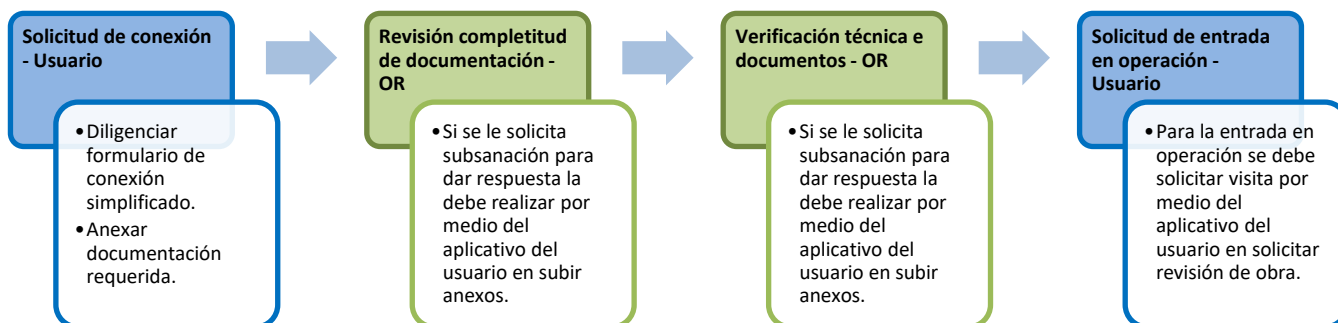 Solicitud de conexión
- Usuario
•Diligenciar
formulario de
conexión
simplificado.
•Anexar
documentación
requerida.
Revisión completitud
de documentación -
OR
•Si se le solicita
subsanación para
dar respuesta la
debe realizar por
medio del
aplicativo del
usuario en subir
anexos.
Verificación técnica e
documentos - OR
•Si se le solicita
subsanación para
dar respuesta la
debe realizar por
medio del
aplicativo del
usuario en subir
anexos.
Solicitud de entrada
en operación -
Usuario
•Para la entrada en
operación se debe
solicitar visita por
medio del
aplicativo del
usuario en solicitar
revisión de obra.